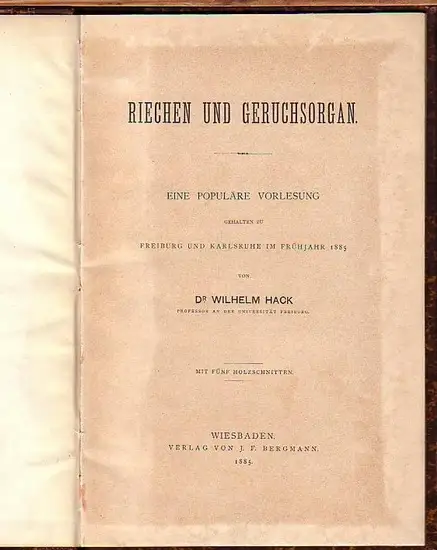 RIECHEN UND GERUCHSORGAN.
EINE POPULÄRE VORLESUNG
GEHALTEN ZU
FREIBURG UND KARLSRUHE IM FRÜHJAHR 1885
VON
DR WILHELM HACK
PROFESSOR AN DER UNIVERSITÄT FREIBURG.
MIT FÜNF HOLZSCHNITTEN.
WIESBADEN.
VERLAG VON J. F. BERGMANN.
1885.